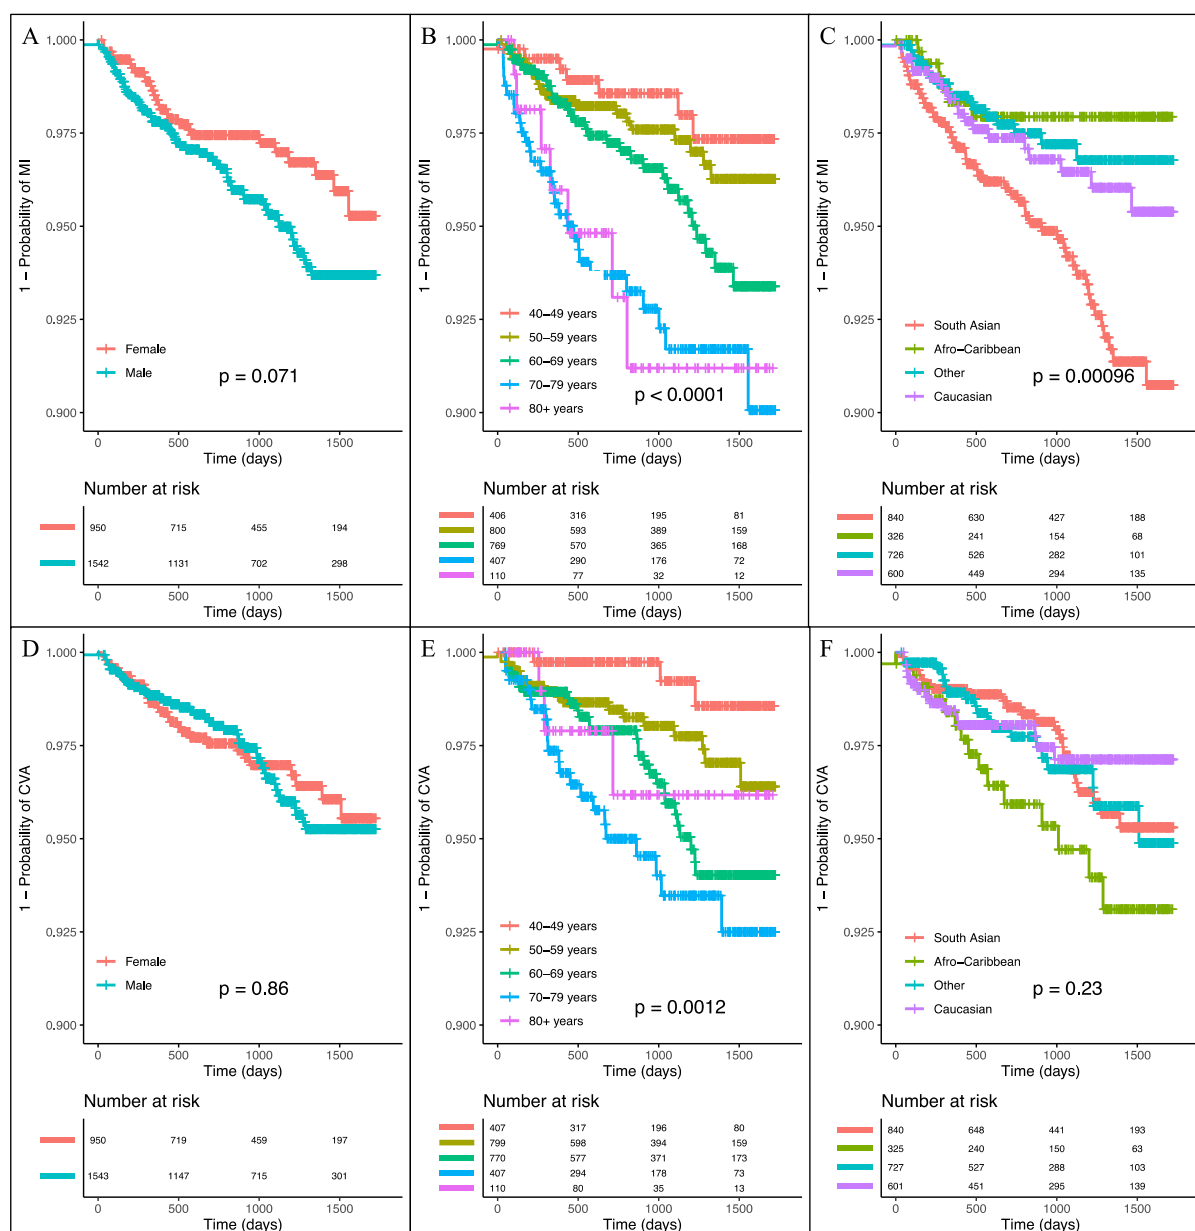 A
1.000
0.975
0.950
0.925
0.900
1 − Probability of MI
Female
Male
p = 0.071
0 500 1000 1500
Time (days)
Number at risk
950 715 455 194
1542 1131 702 298
0 500 1000 1500
Time (days)
B
1.000
0.975
0.950
0.925
0.900
1 − Probability of MI
40−49 years
50−59 years
60−69 years
70−79 years
80+ years
p < 0.0001
0 500 1000 1500
Time (days)
Number at risk
406 316 195 81
800 593 389 159
769 570 365 168
407 290 176 72
110 77 32 12
0 500 1000 1500
Time (days)
C
1.000
0.975
0.950
0.925
0.900
1 − Probability of MI
South Asian
Afro−Caribbean
Other
Caucasian
p = 0.00096
0 500 1000 1500
Time (days)
Number at risk
840 630 427 188
326 241 154 68
726 526 282 101
600 449 294 135
0 500 1000 1500
Time (days)
D
1.000
0.975
0.950
0.925
0.900
1 − Probability of CVA
Female
Male
p = 0.86
0 500 1000 1500
Time (days)
Number at risk
950 719 459 197
1543 1147 715 301
0 500 1000 1500
Time (days)
E
1.000
0.975
0.950
0.925
0.900
1 − Probability of CVA
40−49 years
50−59 years
60−69 years
70−79 years
80+ years
p = 0.0012
0 500 1000 1500
Time (days)
Number at risk
407 317 196 80
799 598 394 159
770 577 371 173
407 294 178 73
110 80 35 13
0 500 1000 1500
Time (days)
F
1.000
0.975
0.950
0.925
0.900
1 − Probability of CVA
South Asian
Afro−Caribbean
Other
Caucasian
p = 0.23
0 500 1000 1500
Time (days)
Number at risk
840 648 441 193
325 240 150 63
727 527 288 103
601 451 295 139
0 500 1000 1500
Time (days)